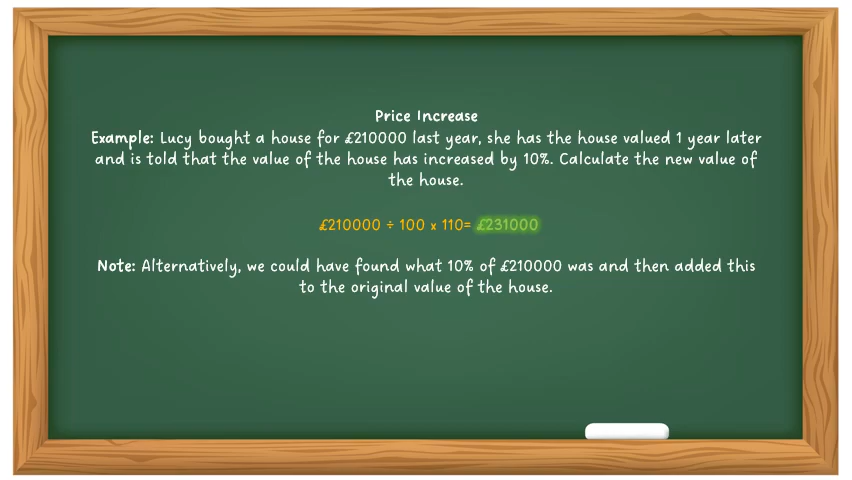 Price Increase
Example: Lucy bought a house for £210000 last year, she has the house valued 1 year later
and is told that the value of the house has increased by 10%. Calculate the new value of
the house.
£210000 ÷ 100 x 110= £231000
Note: Alternatively, we could have found what 10% of £210000 was and then added this
to the original value of the house.